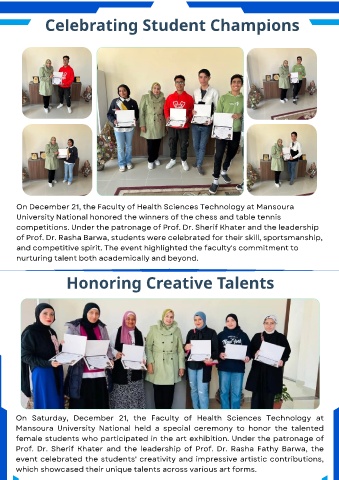 Celebrating Student Champions
On December 21, the Faculty of Health Sciences Technology at Mansoura
University National honored the winners of the chess and table tennis
competitions. Under the patronage of Prof. Dr. Sherif Khater and the leadership
of Prof. Dr. Rasha Barwa, students were celebrated for their skill, sportsmanship,
and competitive spirit. The event highlighted the faculty's commitment to
nurturing talent both academically and beyond.
Honoring Creative Talents
On Saturday, December 21, the Faculty of Health Sciences Technology at
Mansoura University National held a special ceremony to honor the talented
female students who participated in the art exhibition. Under the patronage of
Prof. Dr. Sherif Khater and the leadership of Prof. Dr. Rasha Fathy Barwa, the
event celebrated the students' creativity and impressive artistic contributions,
which showcased their unique talents across various art forms.